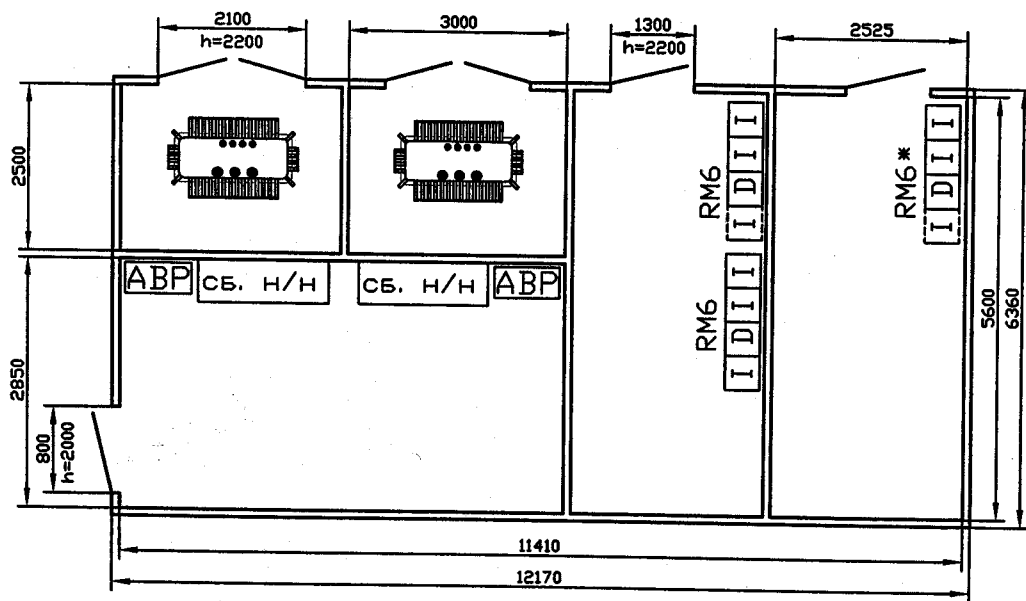 2100
h=2200
3000
1300
h=2200
2525
2500
RM6
I
I
D
I
RM6*
I
I
D
I
АВР
СБ. Н/Н
СБ. Н/Н
АВР
RM6
I
I
D
I
2850
800
h=2000
5600
6360
11410
12170